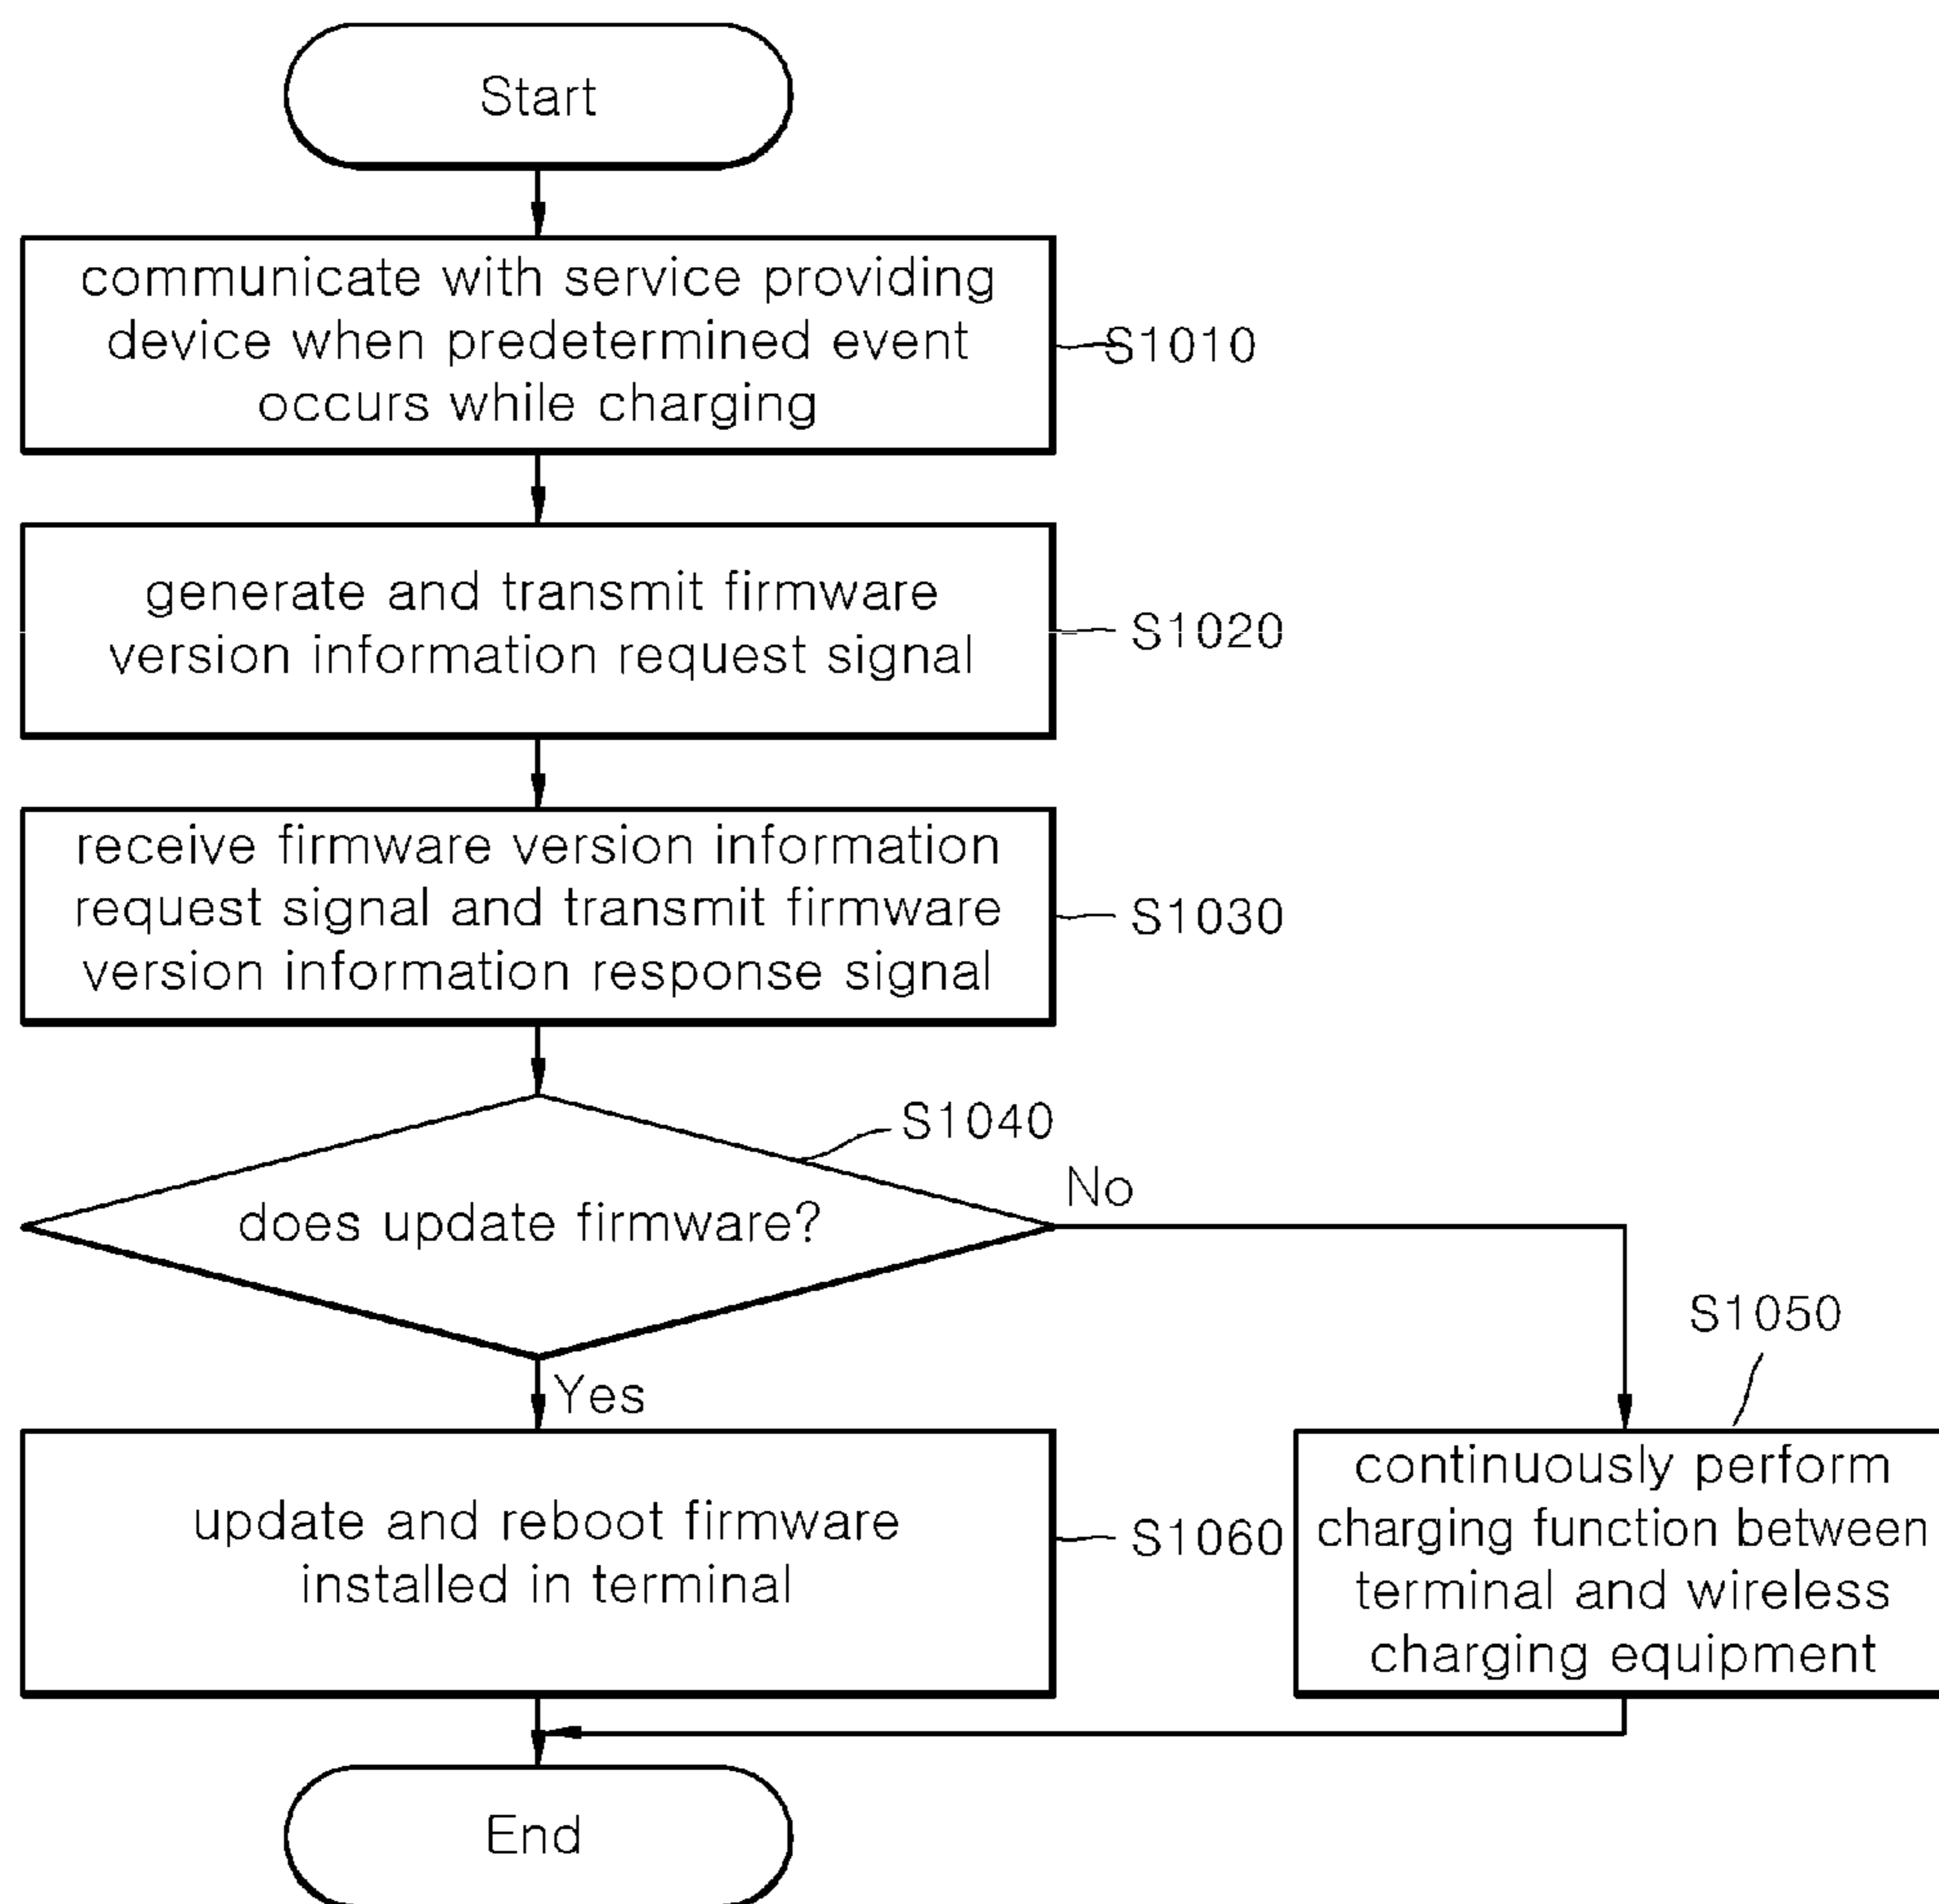 Start
communicate with service providing
device when predetermined event
occurs while charging
S1010
generate and transmit firmware
version information request signal
S1020
receive firmware version information
request signal and transmit firmware
version information response signal
S1030
S1040
does update firmware?
No
Yes
S1050
update and reboot firmware
installed in terminal
S1060
continuously perform
charging function between
terminal and wireless
charging equipment
End